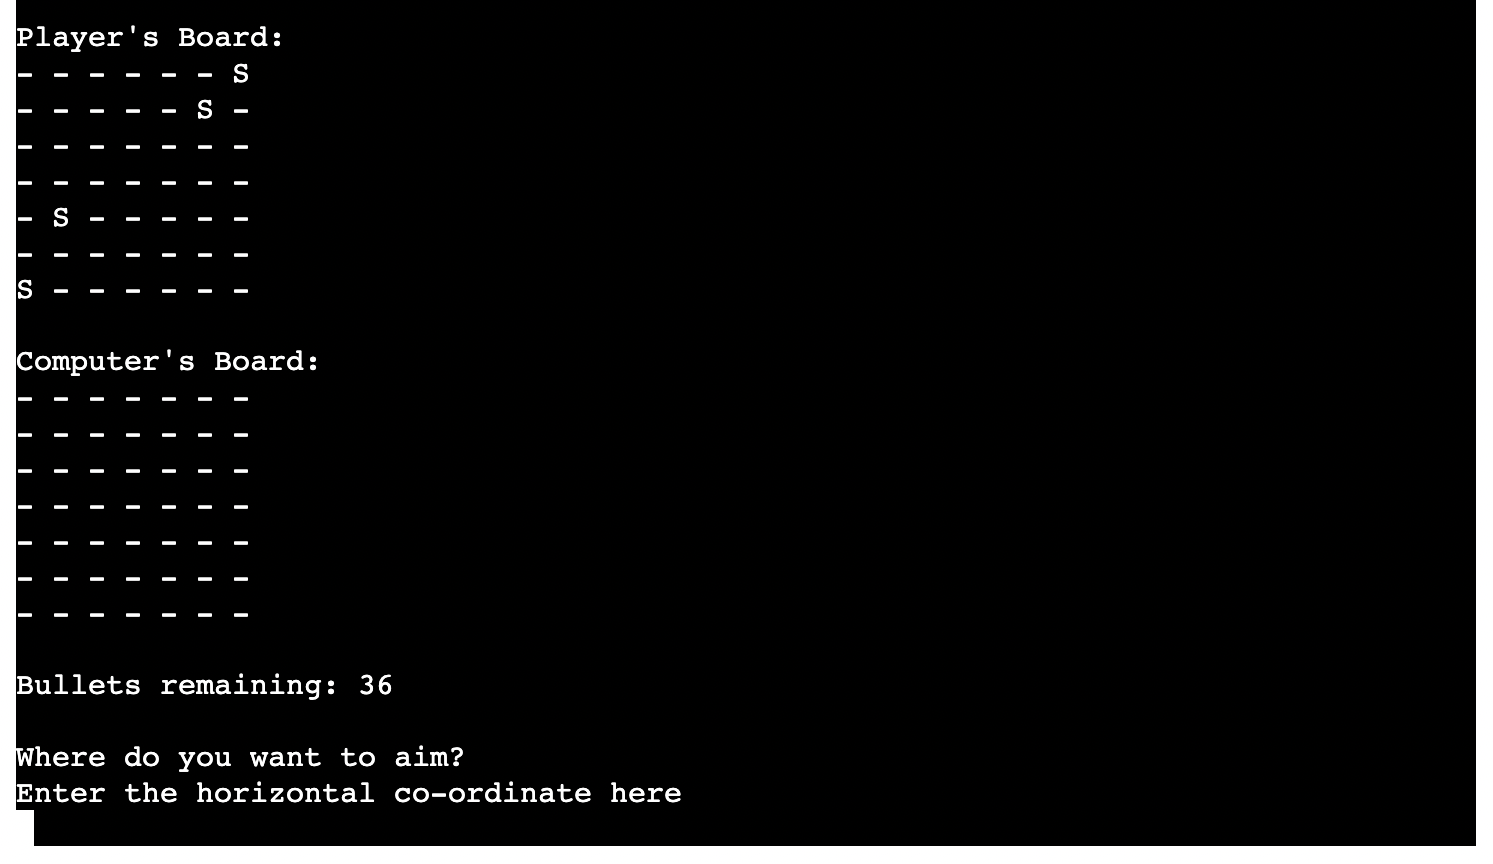 Player's Board:
- - - - - - S
- - - - - S -
- - - - - - -
- - - - - - -
- S - - - - -
- - - - - - -
S - - - - - -
Computer's Board:
- - - - - - -
- - - - - - -
- - - - - - -
- - - - - - -
- - - - - - -
- - - - - - -
- - - - - - -
Bullets remaining: 36
Where do you want to aim?
Enter the horizontal co-ordinate here